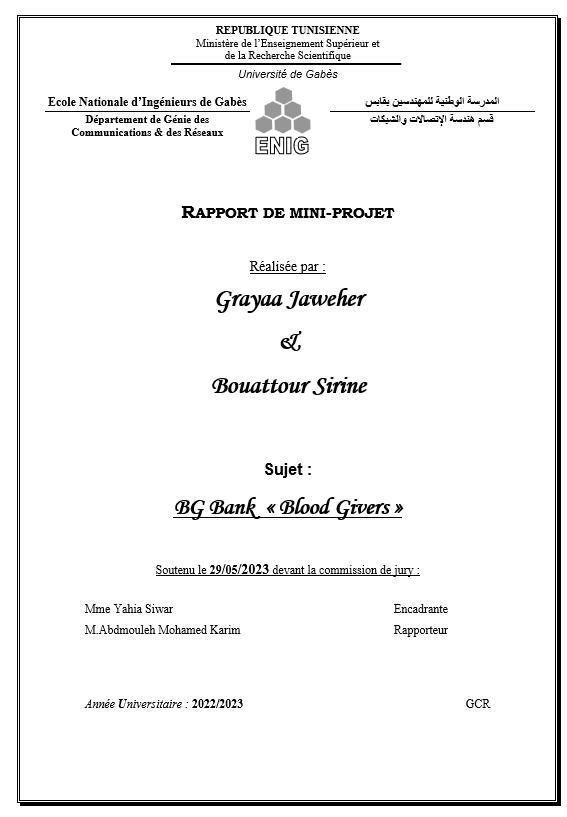 REPUBLIQUE TUNISIENNE
Ministère de l'Enseignement Supérieur et
de la Recherche Scientifique
Université de Gabès
Ecole Nationale d'Ingénieurs de Gabès
Département de Génie des
Communications & des Réseaux
ENIG
المدرسة الوطنية للمهندسين بقابس
قسم هندسة الإتصالات والشبكات
RAPPORT DE MINI-PROJET
Réalisée par :
Grayaa Jaweher
&
Bouattour Sirine
Sujet :
BG Bank « Blood Givers »
Soutenu le 29/05/2023 devant la commission de jury :
Mme Yahia Siwar Encadrante
M.Abdmouleh Mohamed Karim Rapporteur
Année Universitaire : 2022/2023 GCR